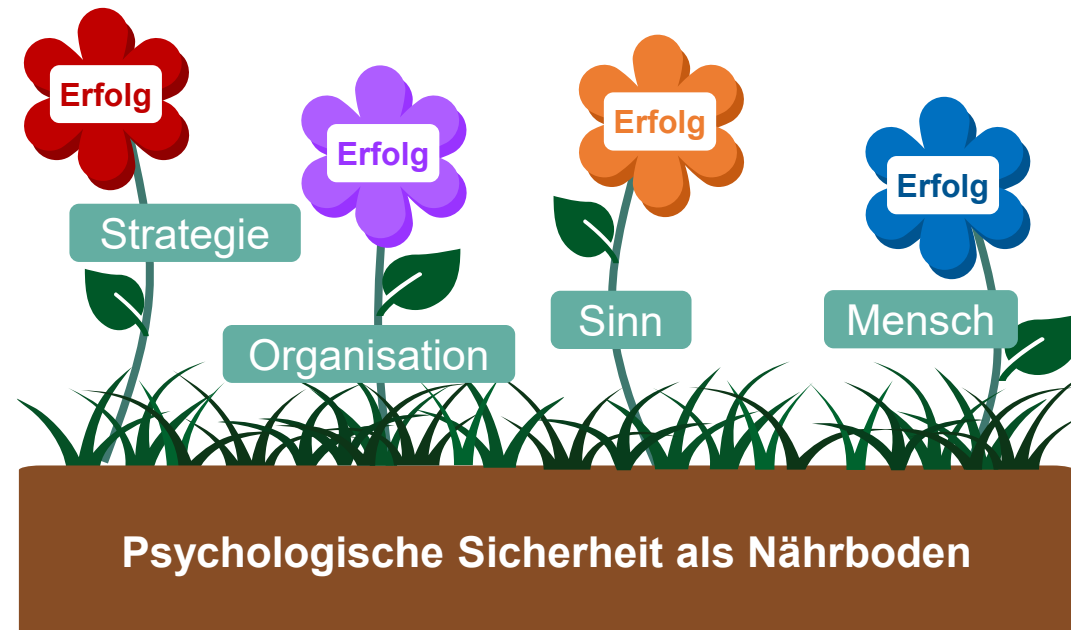 Erfolg
Erfolg
Erfolg
Erfolg
Strategie
Organisation
Sinn
Mensch
Psychologische Sicherheit als Nährboden